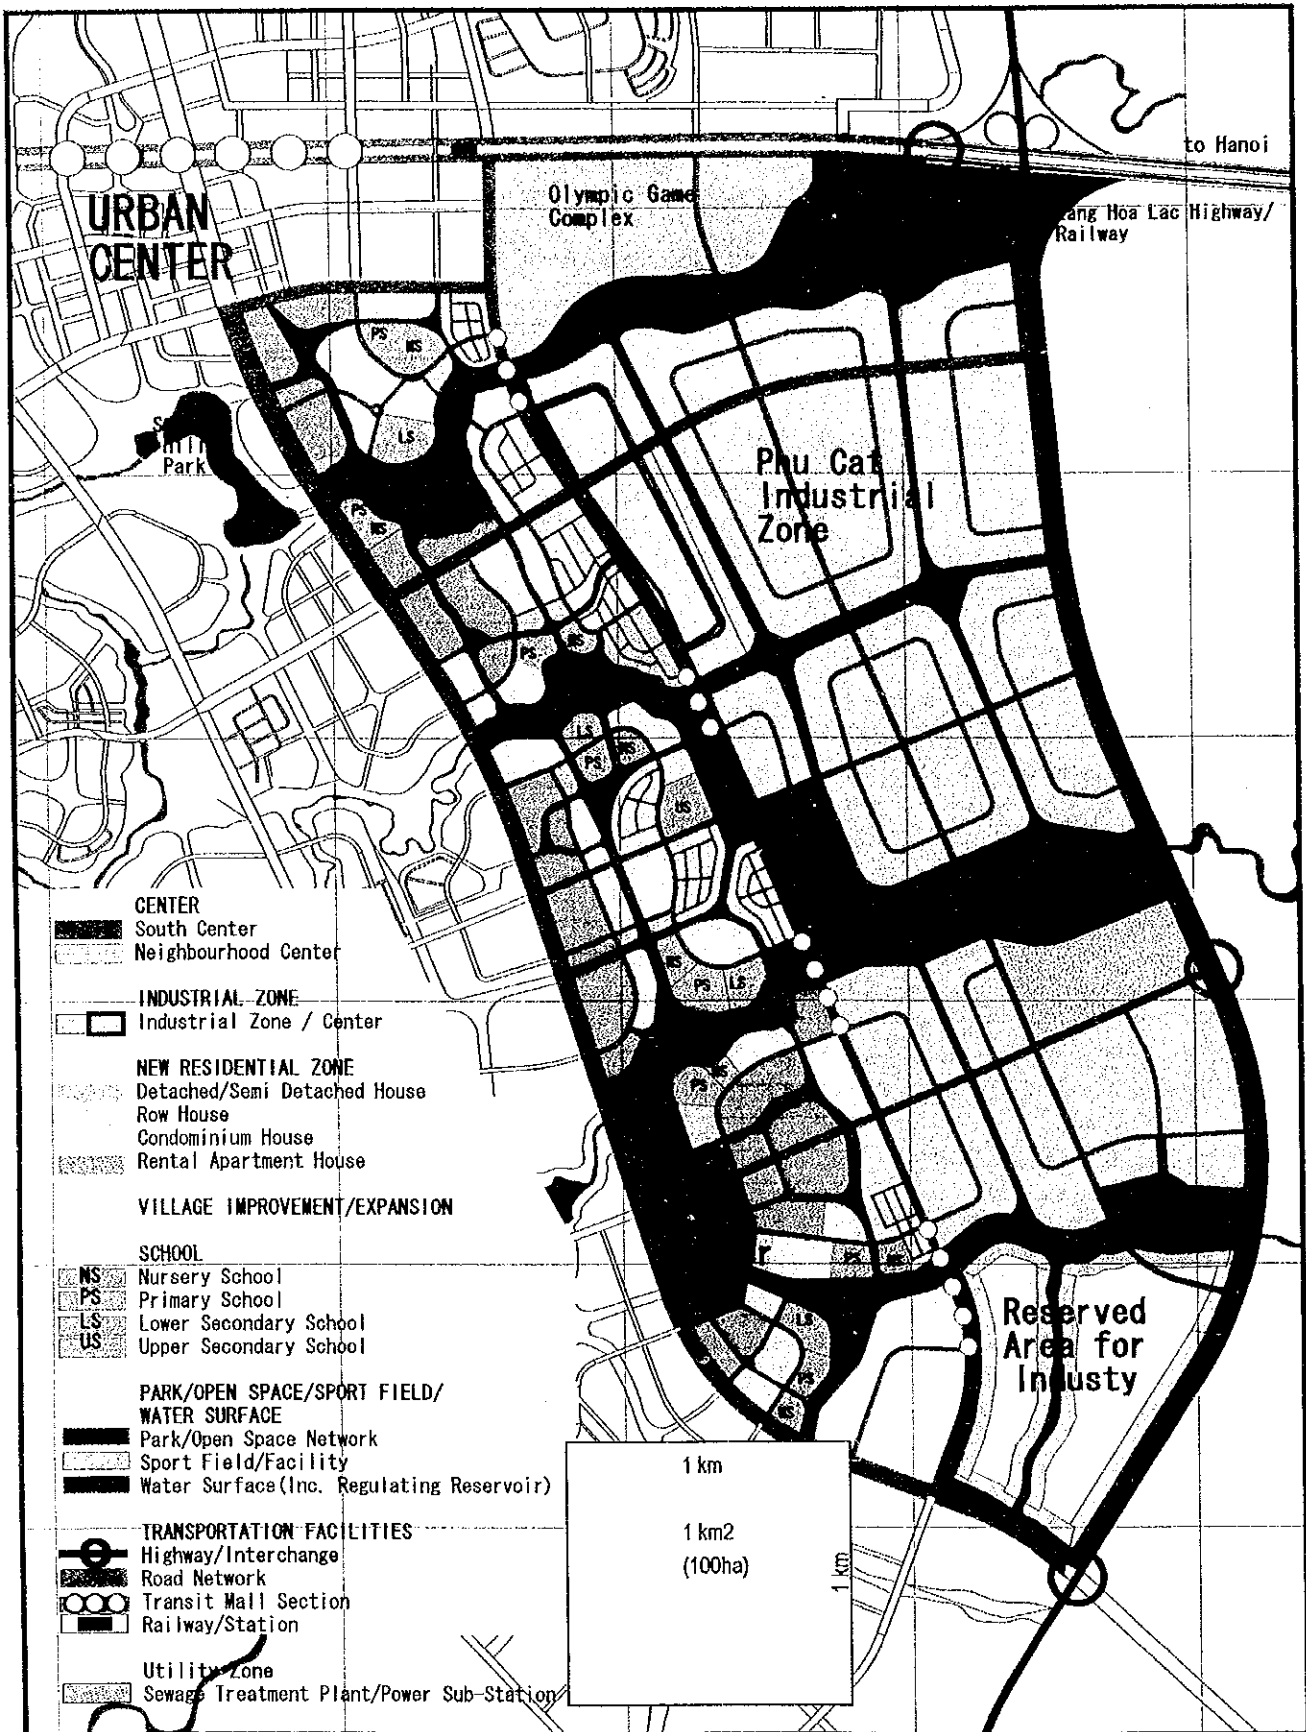 to Hanoi
Olympic Game
Complex
Lang Hoa Lac Highway/
Railway
URBAN
CENTER
PS
NS
LS
Hill
Park
Phu Cat
Industrial
Zone
PS
NS
PS
NS
LS
NS
PS
US
NS
PS
LS
NS
PS
PS
NS
LS
PS
NS
Reserved
Area for
Industy
CENTER
South Center
Neighbourhood Center
INDUSTRIAL ZONE
Industrial Zone / Center
NEW RESIDENTIAL ZONE
Detached/Semi Detached House
Row House
Condominium House
Rental Apartment House
VILLAGE IMPROVEMENT/EXPANSION
SCHOOL
NS Nursery School
PS Primary School
LS Lower Secondary School
US Upper Secondary School
PARK/OPEN SPACE/SPORT FIELD/
WATER SURFACE
Park/Open Space Network
Sport Field/Facility
Water Surface(Inc. Regulating Reservoir)
TRANSPORTATION FACILITIES
Highway/Interchange
Road Network
Transit Mall Section
Railway/Station
Utility Zone
Sewage Treatment Plant/Power Sub-Station
1 km
1 km2
(100ha)
1 km